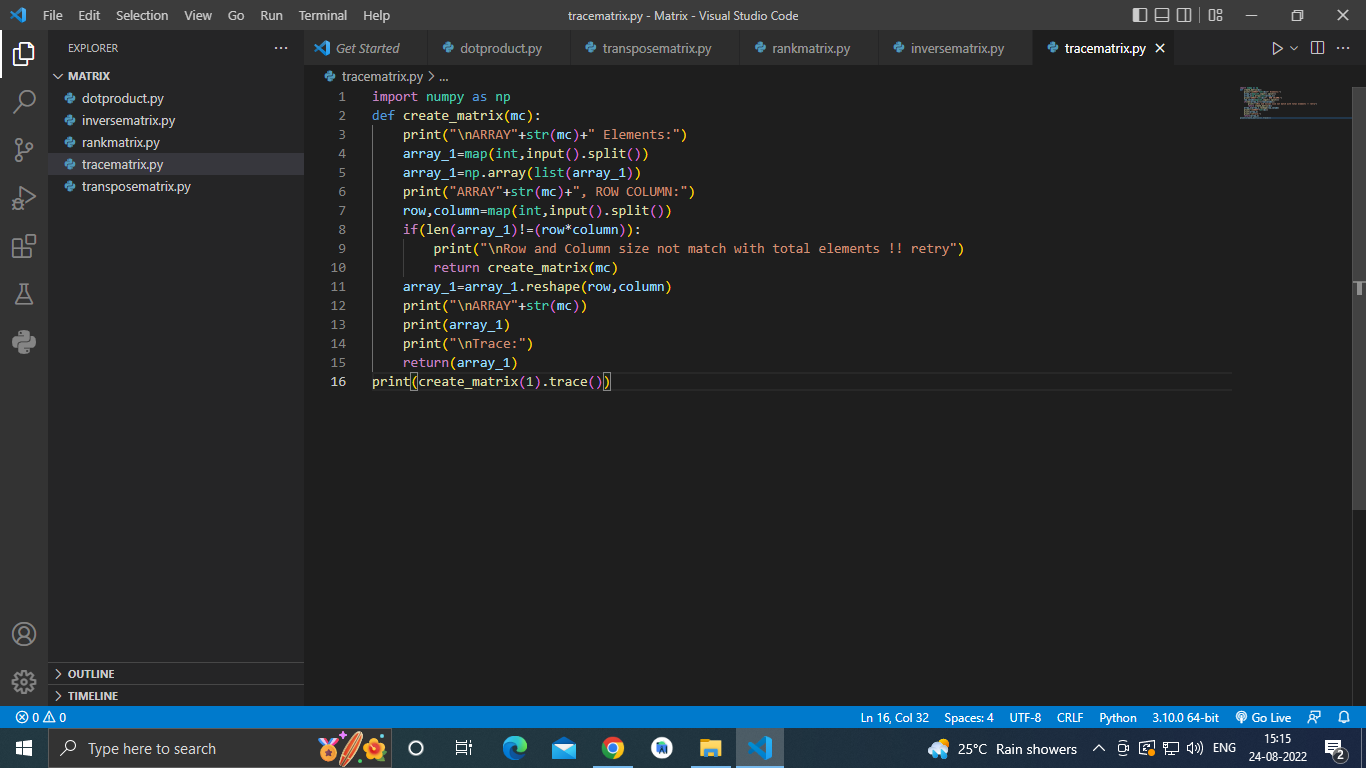 File Edit Selection View Go Run Terminal Help tracematrix.py - Matrix - Visual Studio Code
EXPLORER
Get Started dotproduct.py transposematrix.py rankmatrix.py inversematrix.py tracematrix.py
MATRIX
dotproduct.py
inversematrix.py
rankmatrix.py
tracematrix.py
transposematrix.py
OUTLINE
TIMELINE
tracematrix.py > ...
1 import numpy as np
2 def create_matrix(mc):
3     print("\nARRAY"+str(mc)+" Elements:")
4     array_1=map(int,input().split())
5     array_1=np.array(list(array_1))
6     print("ARRAY"+str(mc)+", ROW COLUMN:")
7     row,column=map(int,input().split())
8     if(len(array_1)!=(row*column)):
9         print("\nRow and Column size not match with total elements !! retry")
10         return create_matrix(mc)
11     array_1=array_1.reshape(row,column)
12     print("\nARRAY"+str(mc))
13     print(array_1)
14     print("\nTrace:")
15     return(array_1)
16 print(create_matrix(1).trace())
0 0 Ln 16, Col 32 Spaces: 4 UTF-8 CRLF Python 3.10.0 64-bit Go Live
Type here to search 25°C Rain showers ENG 15:15
24-08-2022 2